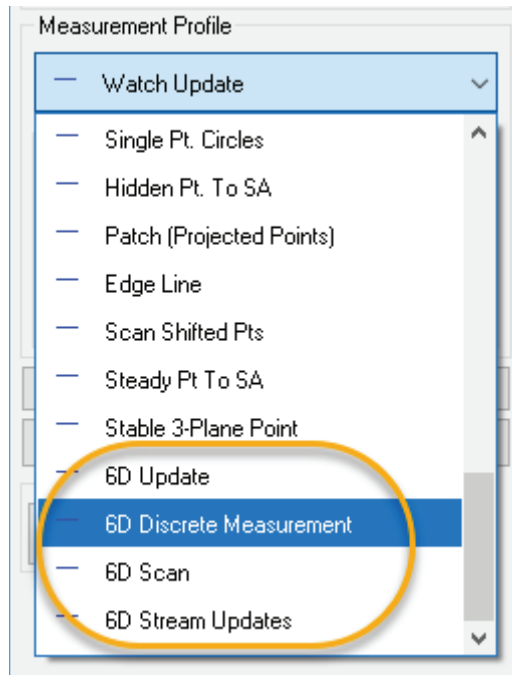 Measurement Profile
Watch Update
Single Pt. Circles
Hidden Pt. To SA
Patch (Projected Points)
Edge Line
Scan Shifted Pts
Steady Pt To SA
Stable 3-Plane Point
6D Update
6D Discrete Measurement
6D Scan
6D Stream Updates